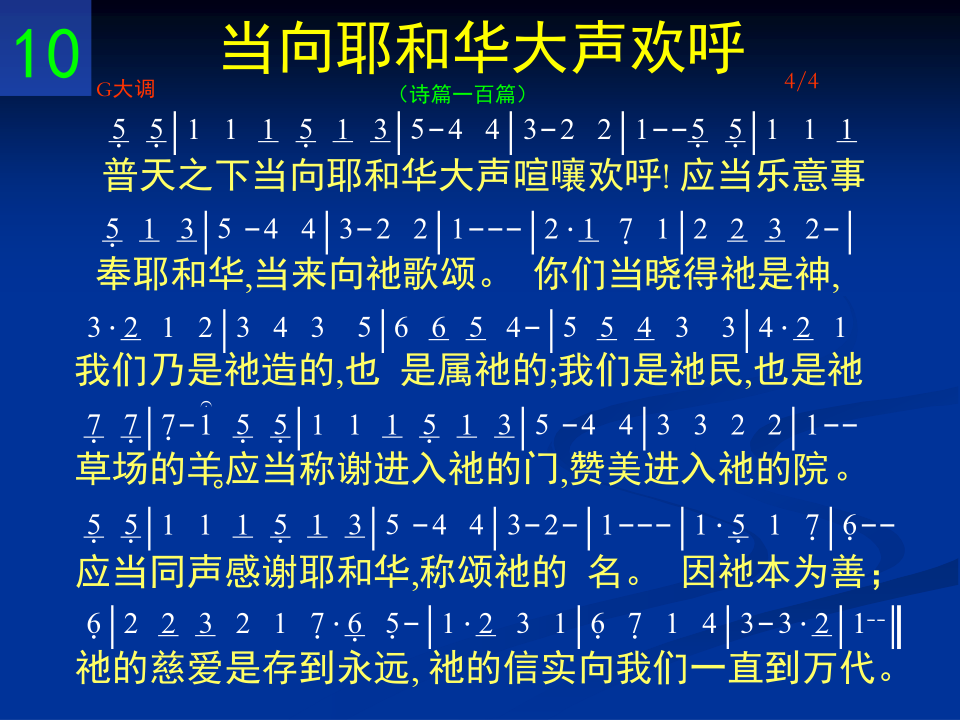 10
当向耶和华大声欢呼
G大调
（诗篇一百篇）
4/4
5̣ 5̣|1 1 1 5̣ 1 3|5-4 4|3-2 2|1--5̣ 5̣|1 1 1
普天之下当向耶和华大声喧嚷欢呼! 应当乐意事
5̣ 1 3|5 -4 4|3-2 2|1---|2·1 7̣ 1|2 2 3 2-|
奉耶和华,当来向祂歌颂。 你们当晓得祂是神,
3·2 1 2|3 4 3 5|6 6 5 4-|5 5 4 3 3|4·2 1
我们乃是祂造的,也 是属祂的;我们是祂民,也是祂
7̣ 7̣|7̣-1 5̣ 5̣|1 1 1 5̣ 1 3|5 -4 4|3 3 2 2|1--
草场的羊。应当称谢进入祂的门,赞美进入祂的院。
5̣ 5̣|1 1 1 5̣ 1 3|5 -4 4|3-2-|1---|1·5̣ 1 7̣|6̣--
应当同声感谢耶和华,称颂祂的 名。 因祂本为善；
6̣|2 2 3 2 1 7̣·6̣ 5̣-|1·2 3 1|6̣ 7̣ 1 4|3-3·2|1--‖
祂的慈爱是存到永远, 祂的信实向我们一直到万代。